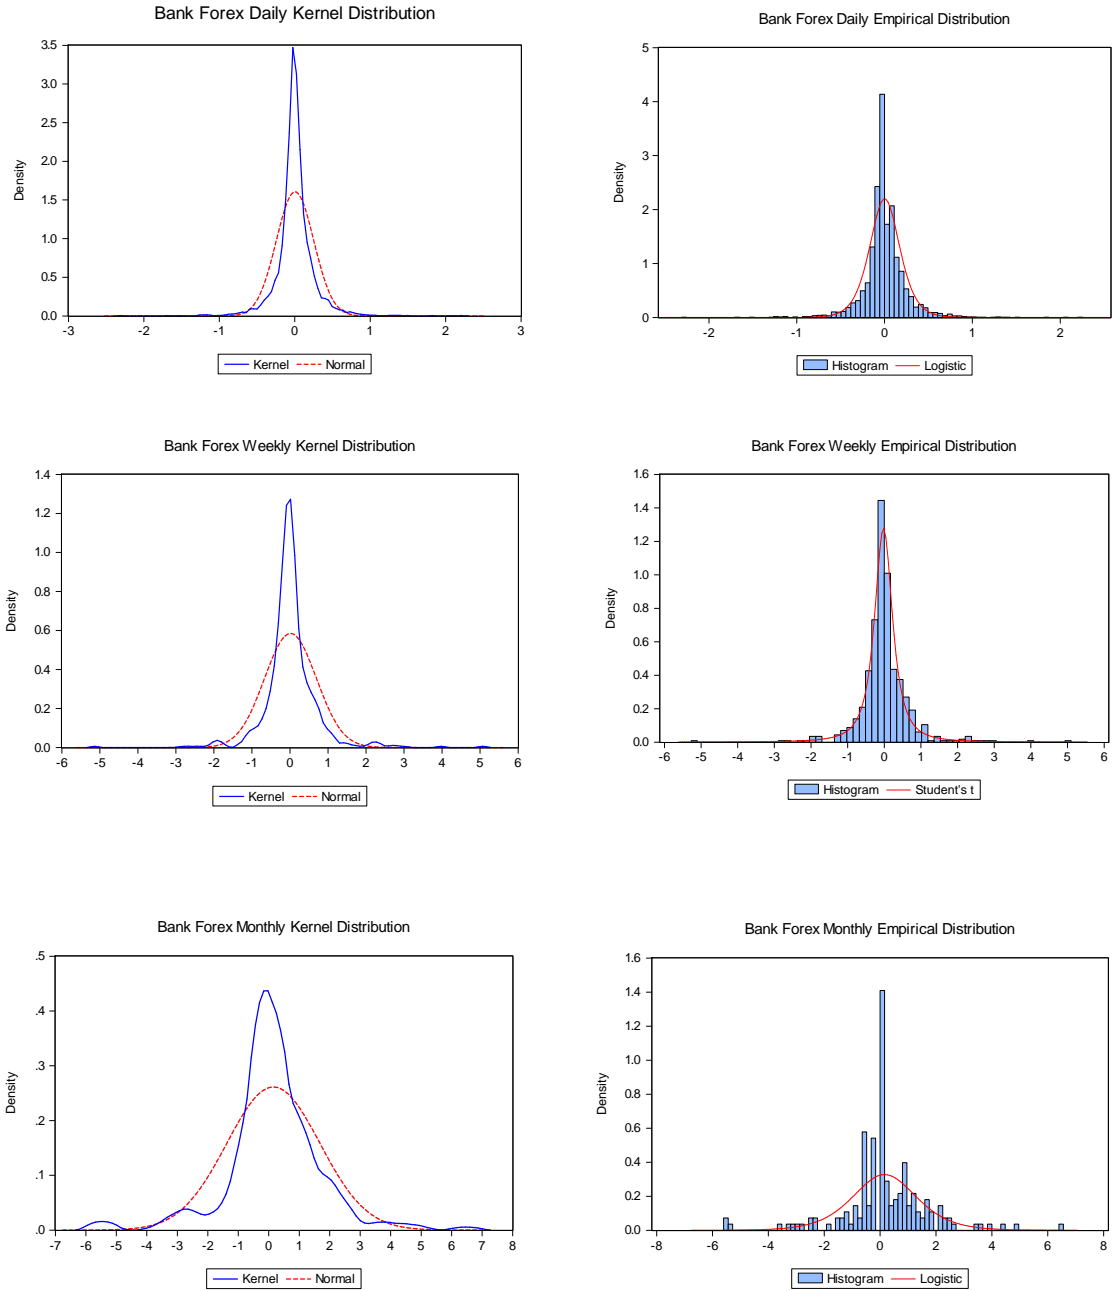 Bank Forex Daily Kernel Distribution
3.5
3.0
2.5
2.0
1.5
1.0
0.5
0.0
Density
-3 -2 -1 0 1 2 3
Kernel Normal
Bank Forex Daily Empirical Distribution
5
4
3
2
1
0
Density
-2 -1 0 1 2
Histogram Logistic
Bank Forex Weekly Kernel Distribution
1.4
1.2
1.0
0.8
0.6
0.4
0.2
0.0
Density
-6 -5 -4 -3 -2 -1 0 1 2 3 4 5 6
Kernel Normal
Bank Forex Weekly Empirical Distribution
1.6
1.4
1.2
1.0
0.8
0.6
0.4
0.2
0.0
Density
-6 -5 -4 -3 -2 -1 0 1 2 3 4 5 6
Histogram Student's t
Bank Forex Monthly Kernel Distribution
.5
.4
.3
.2
.1
.0
Density
-7 -6 -5 -4 -3 -2 -1 0 1 2 3 4 5 6 7 8
Kernel Normal
Bank Forex Monthly Empirical Distribution
1.6
1.4
1.2
1.0
0.8
0.6
0.4
0.2
0.0
Density
-8 -6 -4 -2 0 2 4 6 8
Histogram Logistic